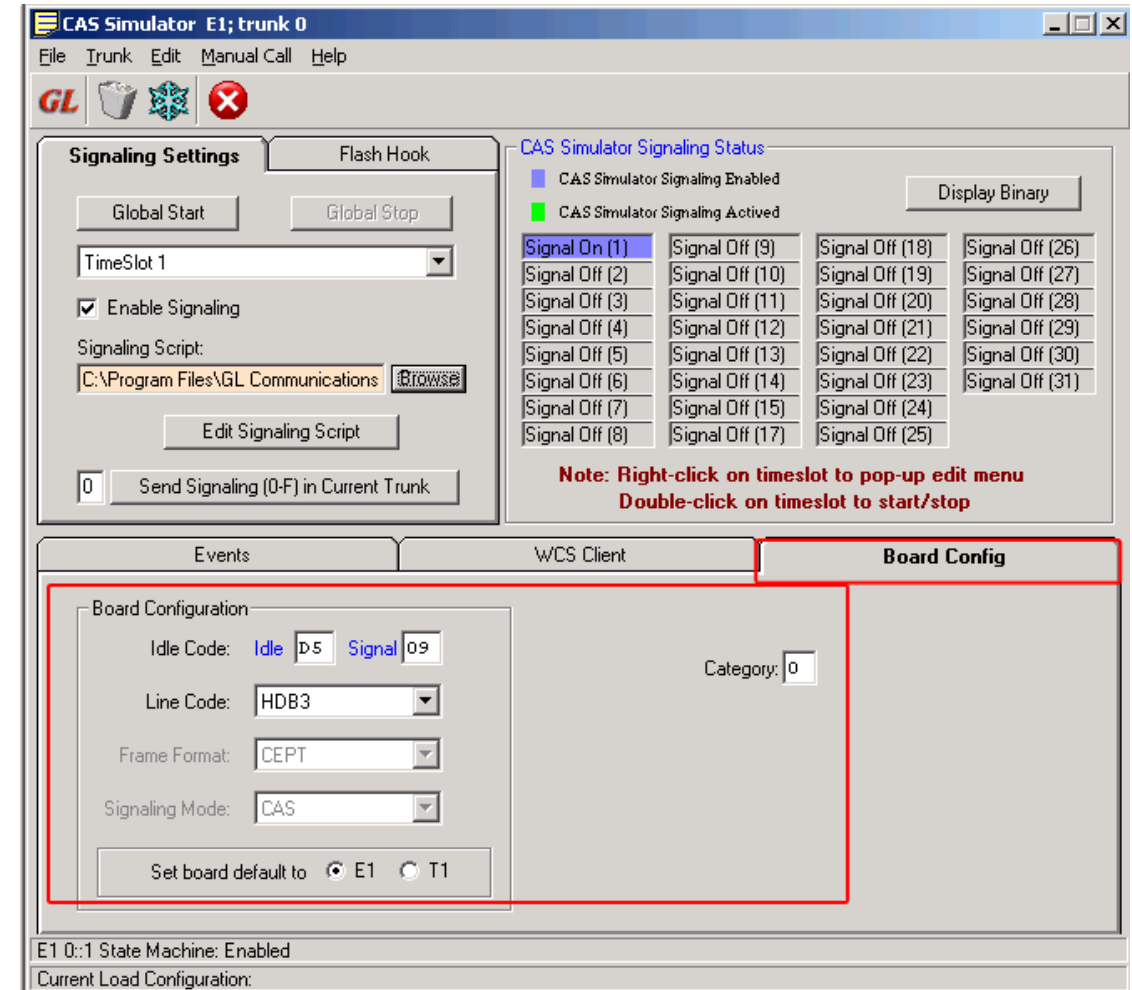 CAS Simulator E1; trunk 0
File Trunk Edit Manual Call Help
GL
Signaling Settings Flash Hook
Global Start Global Stop
TimeSlot 1
Enable Signaling
Signaling Script:
C:\Program Files\GL Communications Browse
Edit Signaling Script
0 Send Signaling (0-F) in Current Trunk
CAS Simulator Signaling Status
CAS Simulator Signaling Enabled
CAS Simulator Signaling Actived
Display Binary
Signal On (1) Signal Off (9) Signal Off (18) Signal Off (26)
Signal Off (2) Signal Off (10) Signal Off (19) Signal Off (27)
Signal Off (3) Signal Off (11) Signal Off (20) Signal Off (28)
Signal Off (4) Signal Off (12) Signal Off (21) Signal Off (29)
Signal Off (5) Signal Off (13) Signal Off (22) Signal Off (30)
Signal Off (6) Signal Off (14) Signal Off (23) Signal Off (31)
Signal Off (7) Signal Off (15) Signal Off (24)
Signal Off (8) Signal Off (17) Signal Off (25)
Note: Right-click on timeslot to pop-up edit menu
Double-click on timeslot to start/stop
Events WCS Client Board Config
Board Configuration
Idle Code: Idle D5 Signal 09
Category: 0
Line Code: HDB3
Frame Format: CEPT
Signaling Mode: CAS
Set board default to E1 T1
E1 0::1 State Machine: Enabled
Current Load Configuration: